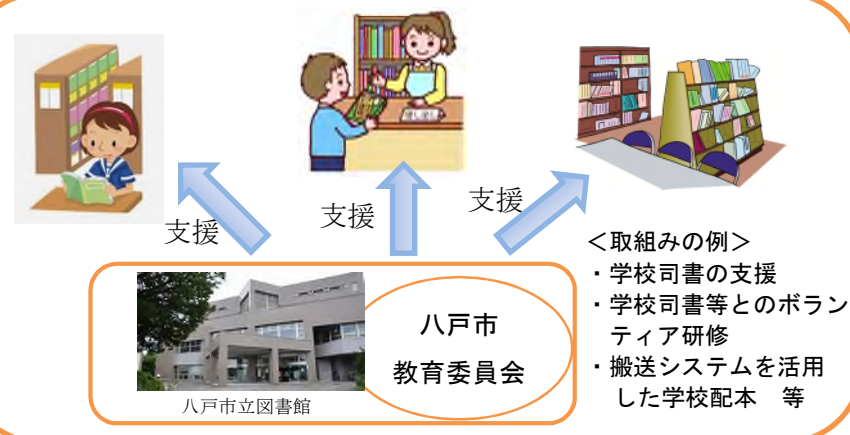 支援
支援
支援
＜取組みの例＞
・学校司書の支援
・学校司書等とのボラン
ティア研修
・搬送システムを活用
した学校配本　等
八戸市
教育委員会
八戸市立図書館